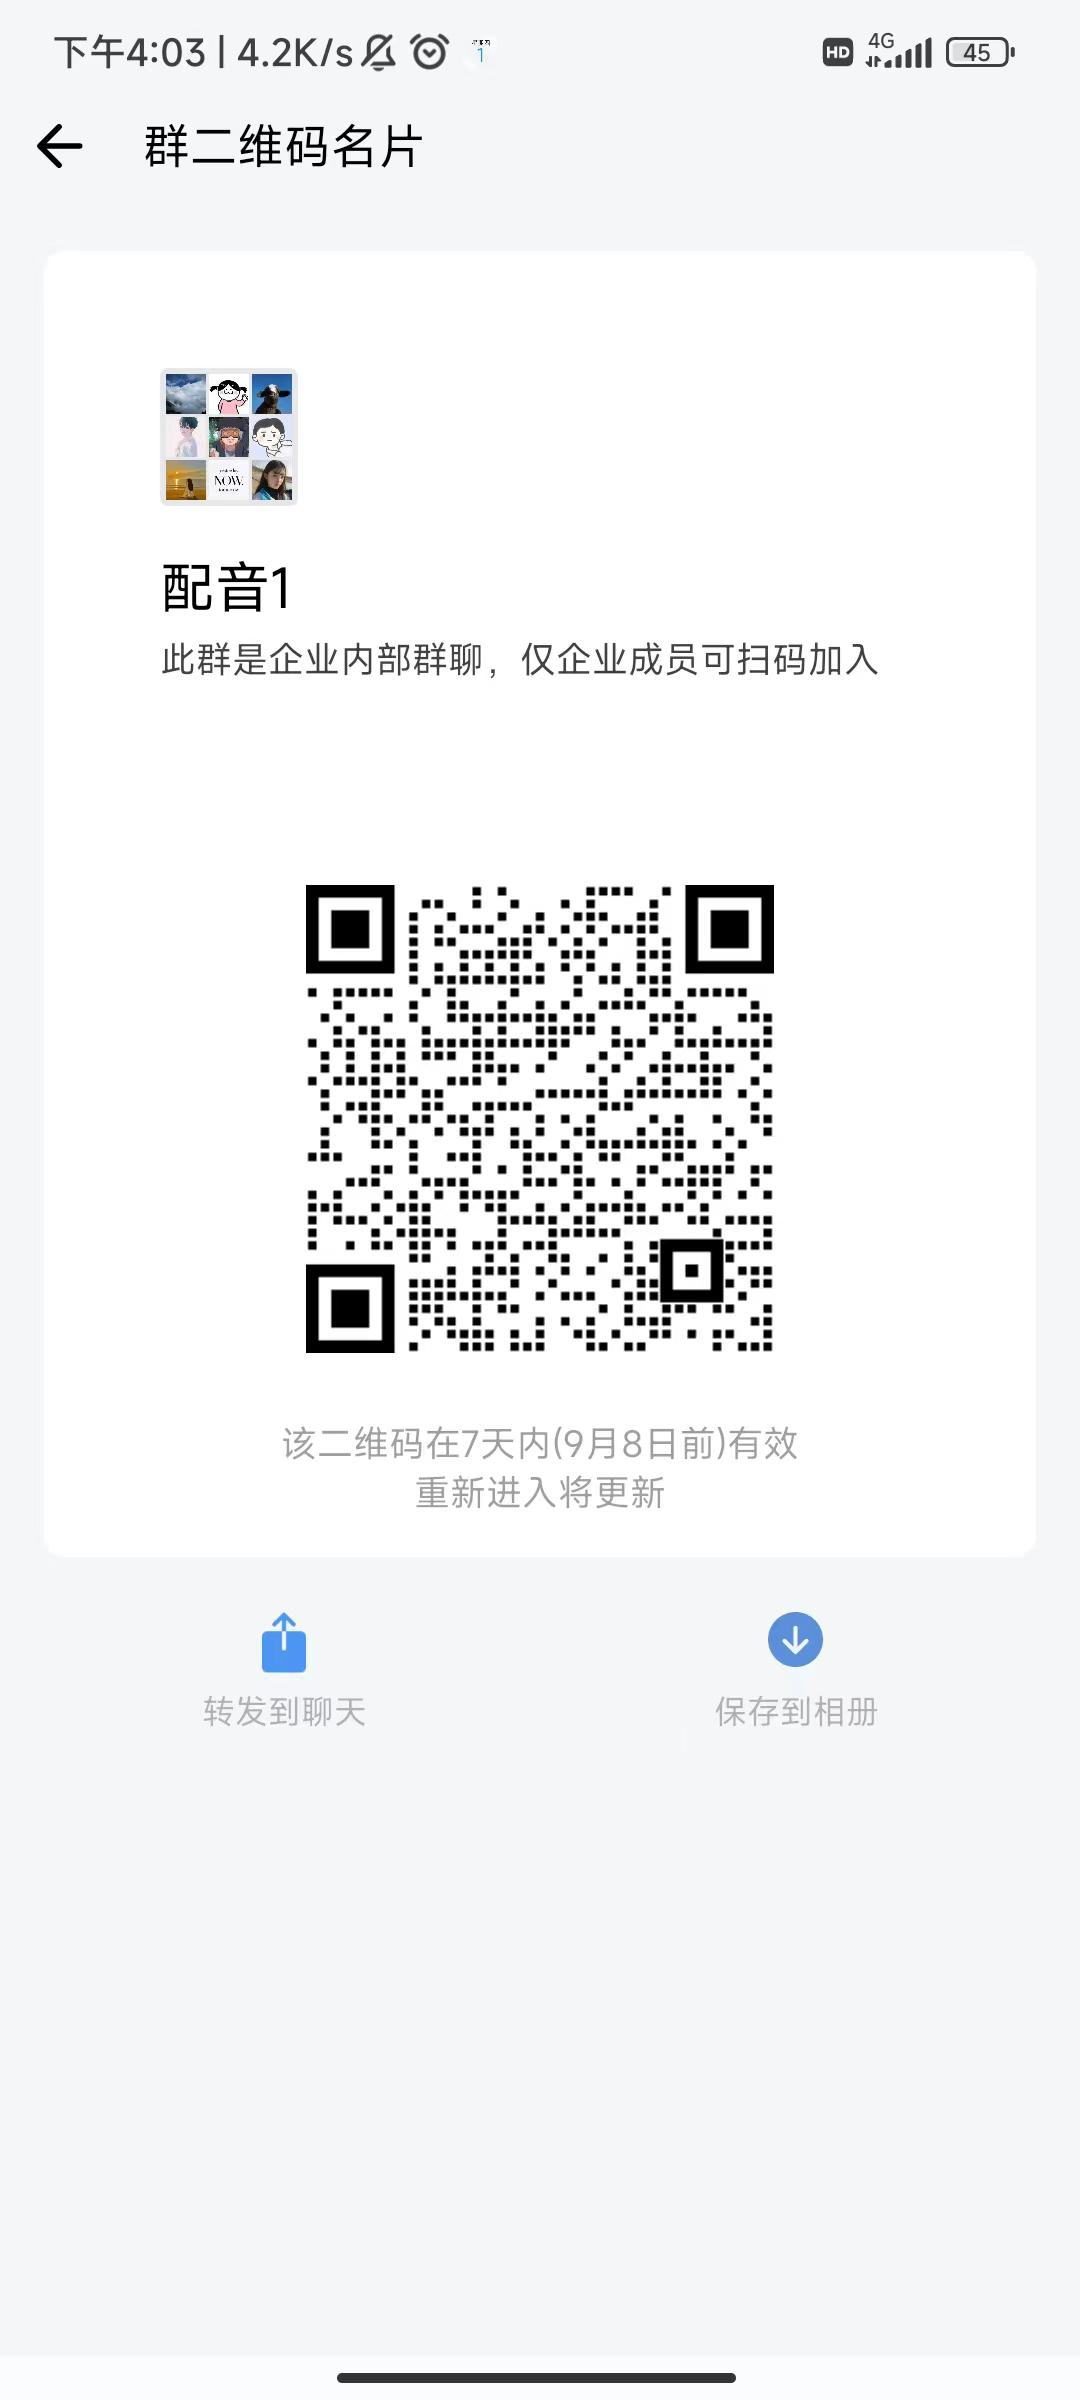 下午4:03 | 4.2K/s
1
HD
4G
45
群二维码名片
NOW.
配音1
此群是企业内部群聊，仅企业成员可扫码加入
该二维码在7天内(9月8日前)有效
重新进入将更新
转发到聊天
保存到相册